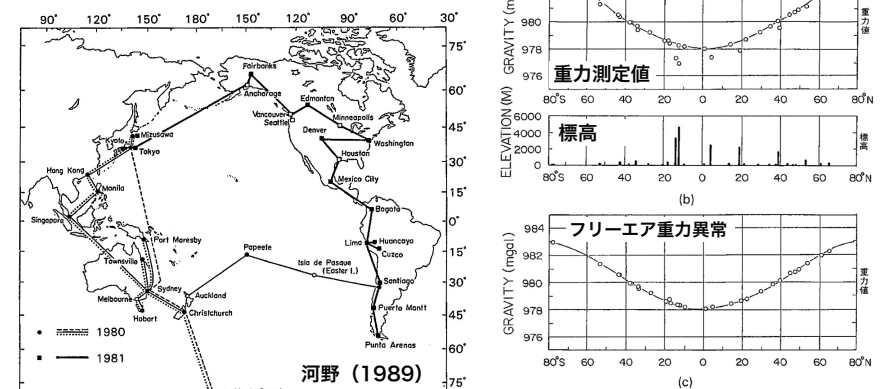 90° 120° 150° 180° 150° 120° 90° 60° 30°
75°
Fairbanks
Anchorage
60°
Edmonton
Vancouver
Seattle
Minneapolis
45°
Mizusawa
Denver
Washington
Tokyo
Houston
30°
Hong Kong
Mexico City
Manila
15°
Bogotá
Singapore
0°
Port Moresby
Lima Huancayo
Papeete
Cuzco
15°
Townsville
Isla de Pasque
(Easter I.)
30°
Sydney
Santiago
Melbourne
Auckland
Puerto Montt
Hobart
Christchurch
45°
1980
Punta Arenas
1981
60°
河野（1989）
75°
GRAVITY
980
978
976
重力測定値
重力値
80°S 60 40 20 0 20 40 60 80°N
ELEVATION (M)
6000
4000
2000
0
標高
標高
80°S 60 40 20 0 20 40 60 80°N
(b)
GRAVITY (mgal)
984
982
980
978
976
フリーエア重力異常
重力値
80°S 60 40 20 0 20 40 60 80°N
(c)